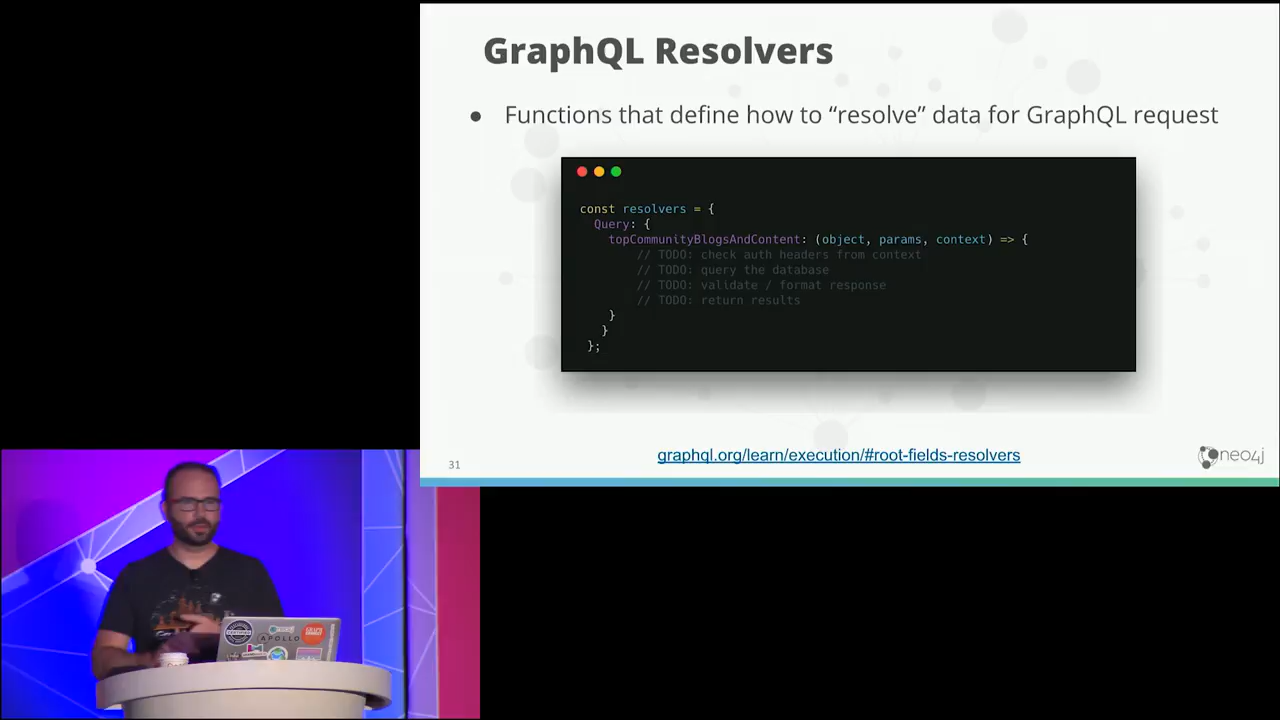 GraphQL Resolvers
● Functions that define how to “resolve” data for GraphQL request
const resolvers = {
Query: {
topCommunityBlogsAndContent: (object, params, context) => {
// TODO: check auth headers from context
// TODO: query the database
// TODO: validate / format response
// TODO: return results
}
}
};
graphql.org/learn/execution/#root-fields-resolvers
31
neo4j
APOLLO